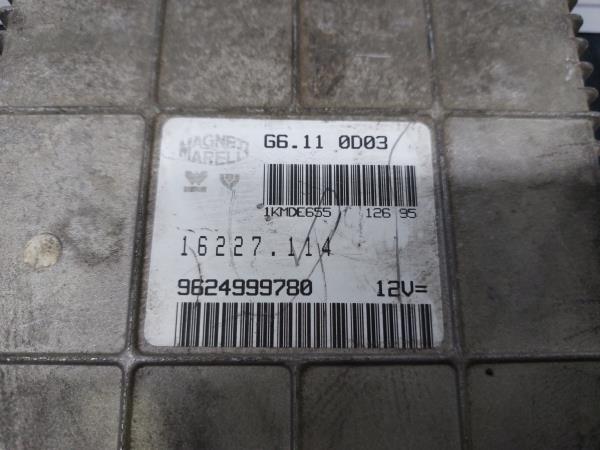 MAGNETI
MARELLI
G6.11 0D03
1KMDE655 126 95
16227.114
9624999780 12V=